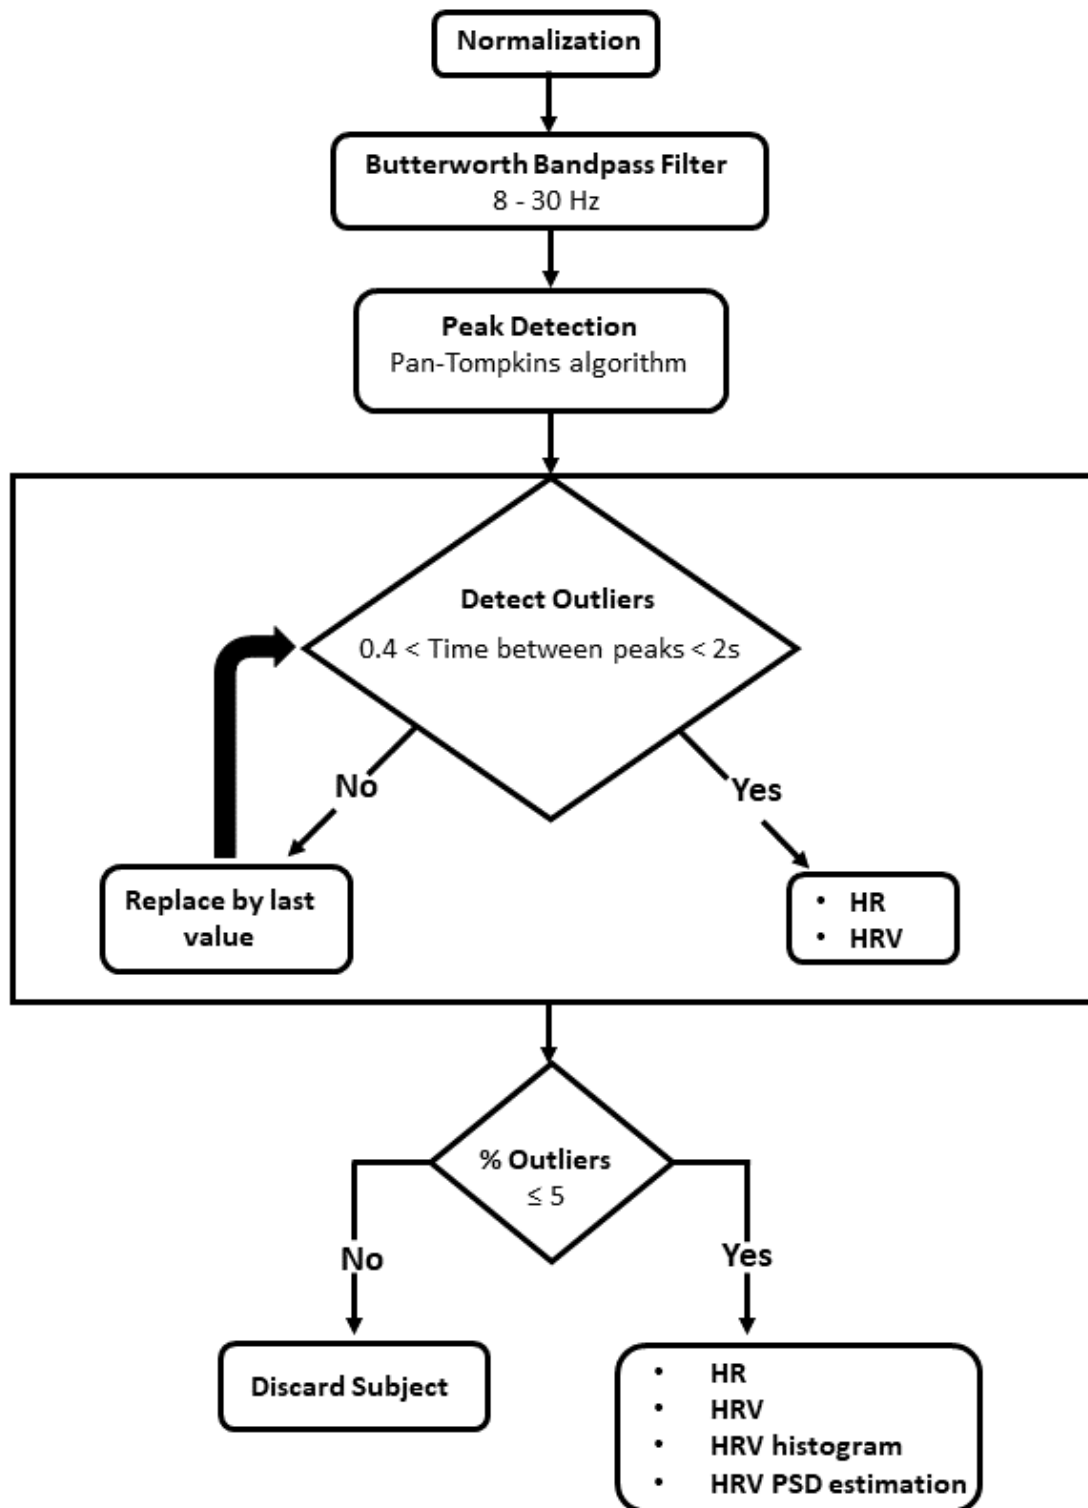 Normalization
Butterworth Bandpass Filter
8 - 30 Hz
Peak Detection
Pan-Tompkins algorithm
Detect Outliers
0.4 < Time between peaks < 2s
No
Yes
Replace by last
value
• HR
• HRV
% Outliers
≤ 5
No
Yes
Discard Subject
• HR
• HRV
• HRV histogram
• HRV PSD estimation